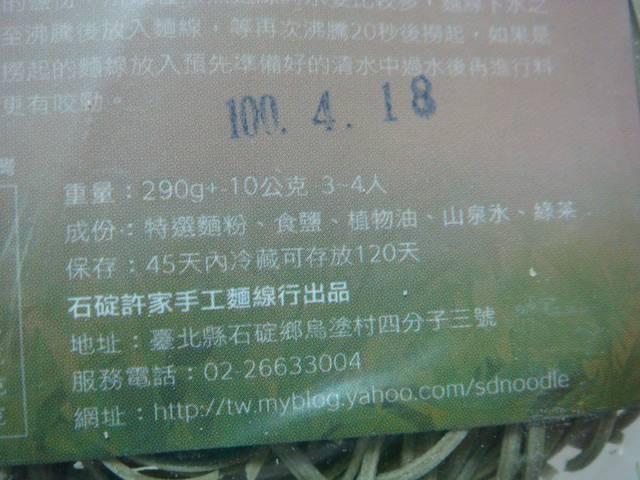 至沸騰後放入麵線，等再次沸騰20秒後撈起，如果是
撈起的麵線放入預先準備好的清水中過水後再進行料
更有咬勁。
100. 4. 18
重量：290g+-10公克 3~4人
成份：特選麵粉、食鹽、植物油、山泉水、綠茶
保存：45天內冷藏可存放120天
石碇許家手工麵線行出品
地址：臺北縣石碇鄉烏塗村四分子三號
服務電話：02-26633004
網址：http://tw.myblog.yahoo.com/sdnoodle